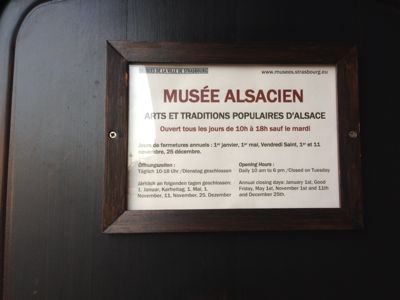 MUSÉES DE LA VILLE DE STRASBOURG
www.musees.strasbourg.eu
MUSÉE ALSACIEN
ARTS ET TRADITIONS POPULAIRES D'ALSACE
Ouvert tous les jours de 10h à 18h sauf le mardi
Jours de fermetures annuels : 1er janvier, 1er mai, Vendredi Saint, 1er et 11
novembre, 25 décembre.
Öffnungszeiten :
Täglich 10-18 Uhr /Dienstag geschlossen
Jährlich an folgenden tagen geschlossen:
1. Januar, Karfreitag, 1. Mai, 1.
November, 11. November, 25. Dezember
Opening Hours :
Daily 10 am to 6 pm /Closed on Tuesday
Annual closing days: January 1st, Good
Friday, May 1st, November 1st and 11th
and December 25th.